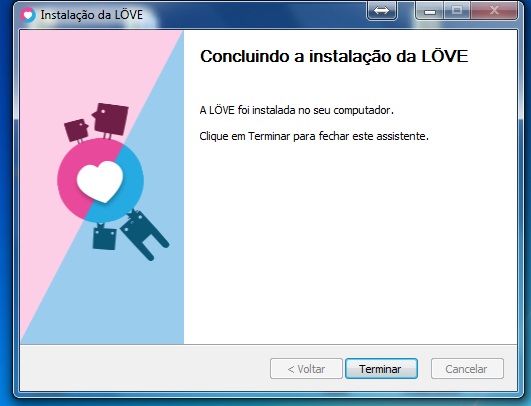 Instalação da LÖVE
Concluindo a instalação da LÖVE
A LÖVE foi instalada no seu computador.
Clique em Terminar para fechar este assistente.
< Voltar
Terminar
Cancelar